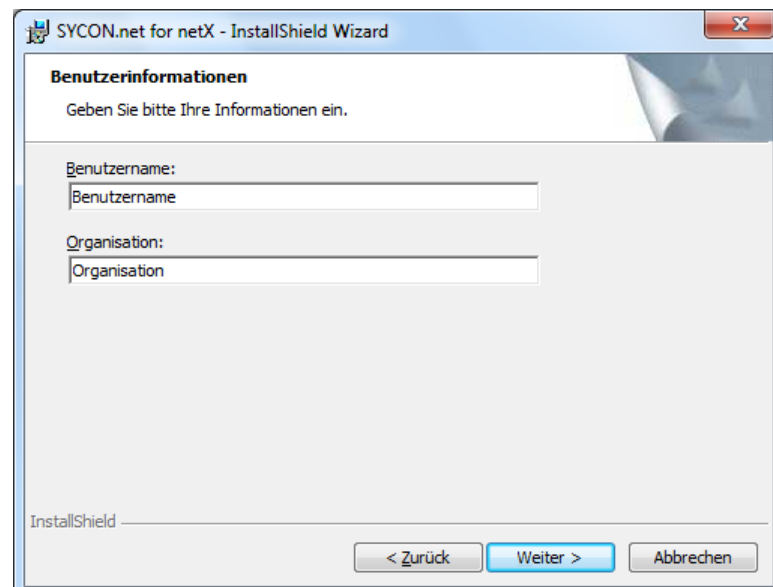 SYCON.net for netX - InstallShield Wizard
Benutzerinformationen
Geben Sie bitte Ihre Informationen ein.
Benutzername:
Benutzername
Organisation:
Organisation
InstallShield
< Zurück Weiter > Abbrechen